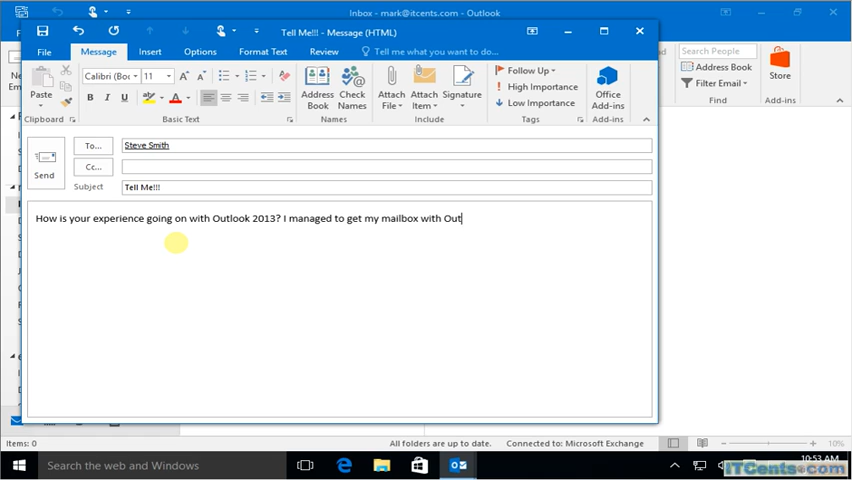 Inbox - mark@itcents.com - Outlook
Tell Me!!! - Message (HTML)
File Message Insert Options Format Text Review Tell me what you want to do...
Search People
Calibri (Bo 11
Follow Up
High Importance
Low Importance
Address Book
Filter Email
Paste
B I U
Address Book
Check Names
Attach File
Attach Item
Signature
Office Add-ins
Store
Clipboard Basic Text Names Include Tags Add-ins Find Add-ins
To... Steve Smith
Cc...
Send
Subject Tell Me!!!
How is your experience going on with Outlook 2013? I managed to get my mailbox with Out
Items: 0 All folders are up to date. Connected to: Microsoft Exchange 10%
Search the web and Windows
10:53 AM
ITCents.com